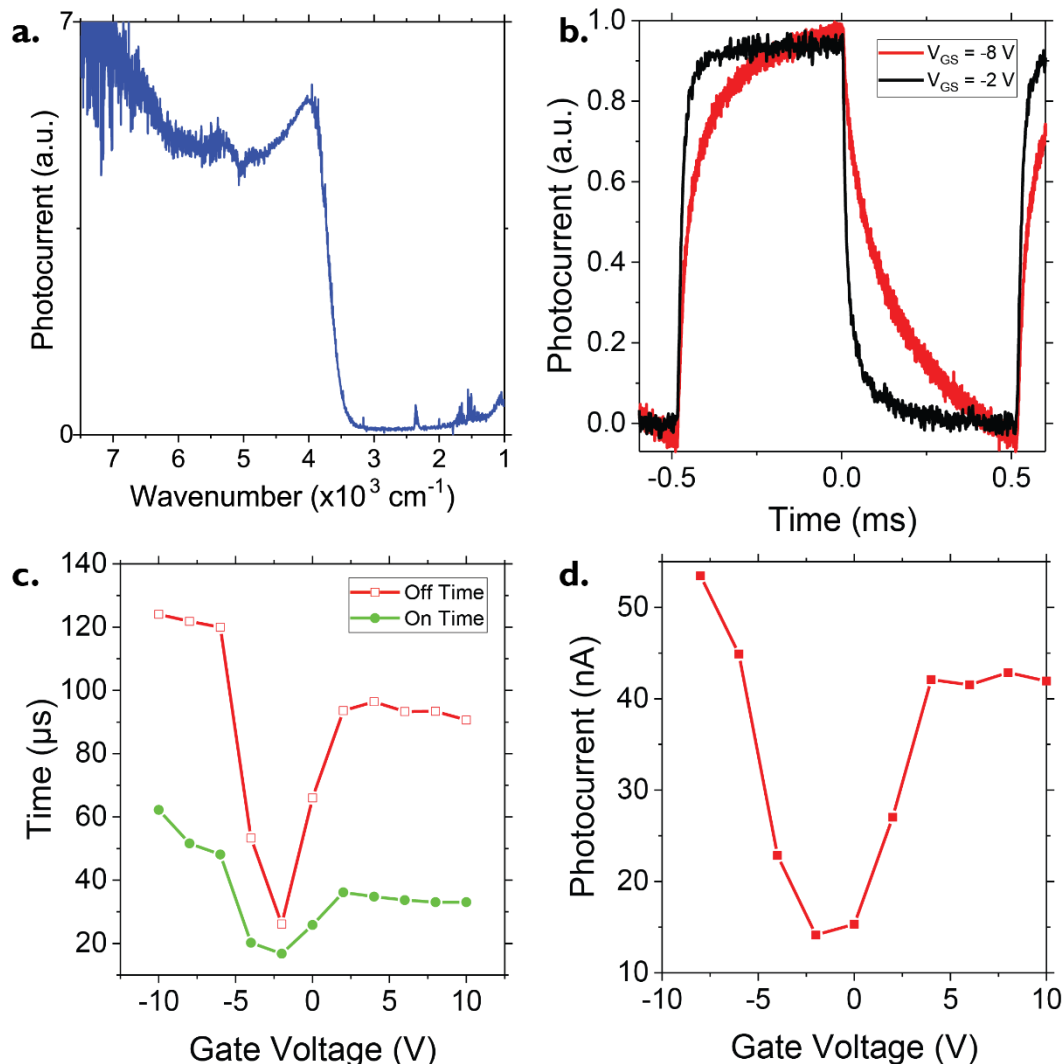 a.
7
0
Photocurrent (a.u.)
7 6 5 4 3 2 1
Wavenumber (x10³ cm⁻¹)
b.
1.0
0.8
0.6
0.4
0.2
0.0
Photocurrent (a.u.)
V_GS = -8 V
V_GS = -2 V
-0.5 0.0 0.5
Time (ms)
c.
140
120
100
80
60
40
20
Time (µs)
Off Time
On Time
-10 -5 0 5 10
Gate Voltage (V)
d.
50
40
30
20
10
Photocurrent (nA)
-10 -5 0 5 10
Gate Voltage (V)